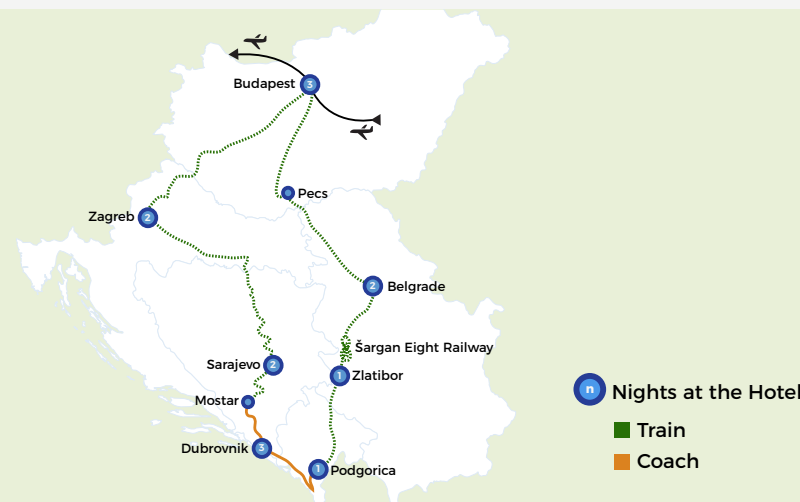 Budapest 3
Pecs
Zagreb 2
2 Belgrade
Šargan Eight Railway
Sarajevo 2
1 Zlatibor
Mostar
Dubrovnik 3
1 Podgorica
n Nights at the Hotel
Train
Coach